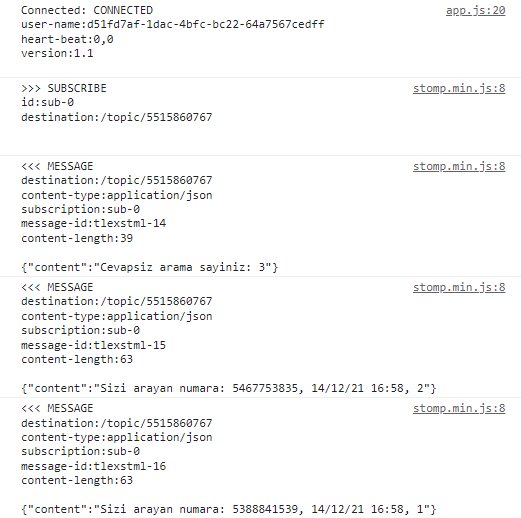 Connected: CONNECTED app.js:20
user-name:d51fd7af-1dac-4bfc-bc22-64a7567cedff
heart-beat:0,0
version:1.1
>>> SUBSCRIBE stomp.min.js:8
id:sub-0
destination:/topic/5515860767
<<< MESSAGE stomp.min.js:8
destination:/topic/5515860767
content-type:application/json
subscription:sub-0
message-id:tlexstml-14
content-length:39
{"content":"Cevapsiz arama sayiniz: 3"}
<<< MESSAGE stomp.min.js:8
destination:/topic/5515860767
content-type:application/json
subscription:sub-0
message-id:tlexstml-15
content-length:63
{"content":"Sizi arayan numara: 5467753835, 14/12/21 16:58, 2"}
<<< MESSAGE stomp.min.js:8
destination:/topic/5515860767
content-type:application/json
subscription:sub-0
message-id:tlexstml-16
content-length:63
{"content":"Sizi arayan numara: 5388841539, 14/12/21 16:58, 1"}